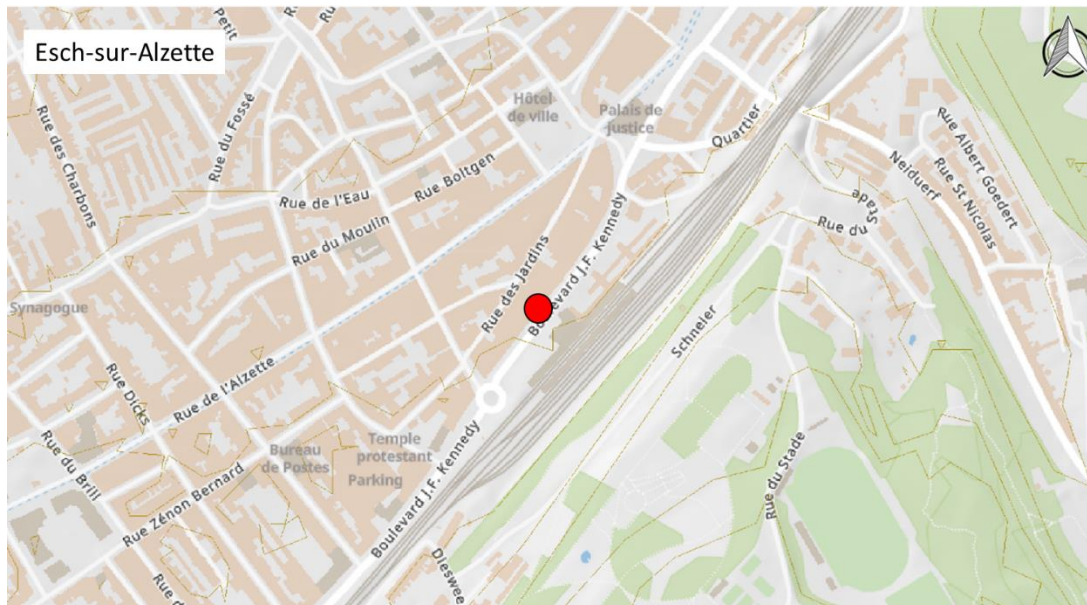 Esch-sur-Alzette
Petit
Rue des Charbons
Rue du Fossé
Hôtel
de ville
Palais de
justice
Quartier
Rue Albert Goedert
Neiduerf
Rue St Nicolas
Rue Boltgen
Rue de l'Eau
Rue du Moulin
Rue des Jardins
Boulevard J.F. Kennedy
Stade
Rue du
Synagogue
Schneier
Rue Dicks
Rue de l'Alzette
Rue du Brill
Bureau
de Postes
Temple
protestant
Parking
Boulevard J.F. Kennedy
Rue Zénon Bernard
Rue du Stade
Rue d
Dieswee